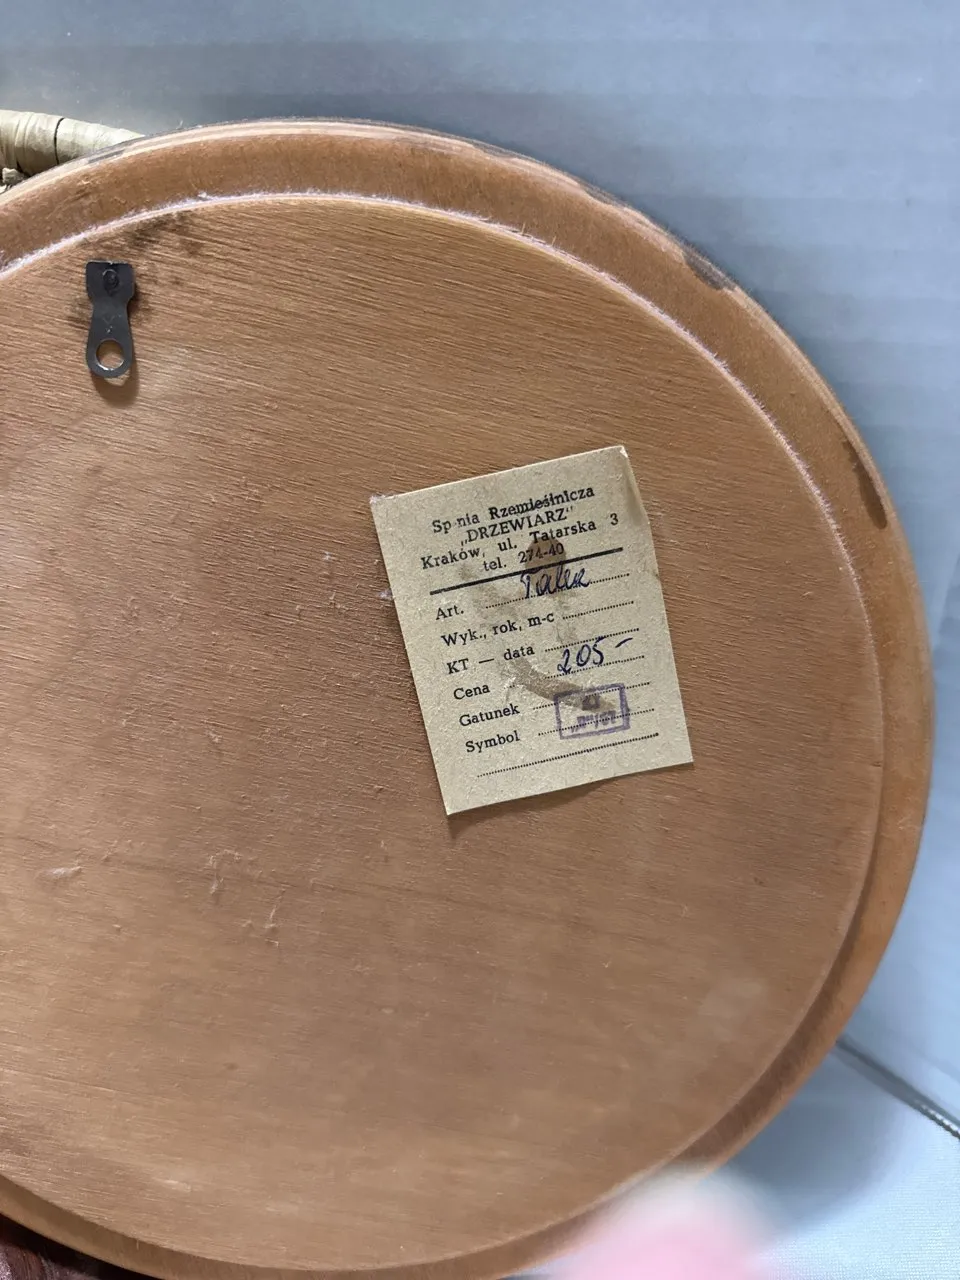 Sp-nia Rzemieślnicza
„DRZEWIARZ"
Kraków, ul. Tatarska 3
tel. 274-40
Art. Talerz
Wyk., rok, m-c
KT — data
Cena 205-
Gatunek
Symbol